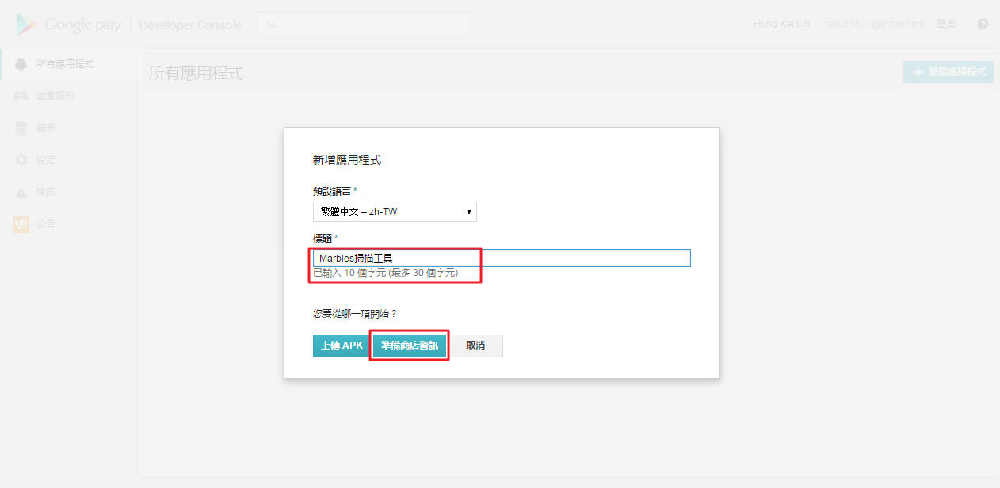 Google play Developer Console
Hung Kai Lin hs9021401@gmail.com 登出
所有應用程式
遊戲服務
報表
設定
快訊
公告
所有應用程式
新增應用程式
新增應用程式
預設語言 *
繁體中文 – zh-TW
標題 *
Marbles掃描工具
已輸入 10 個字元 (最多 30 個字元)
您要從哪一項開始？
上傳 APK 準備商店資訊 取消